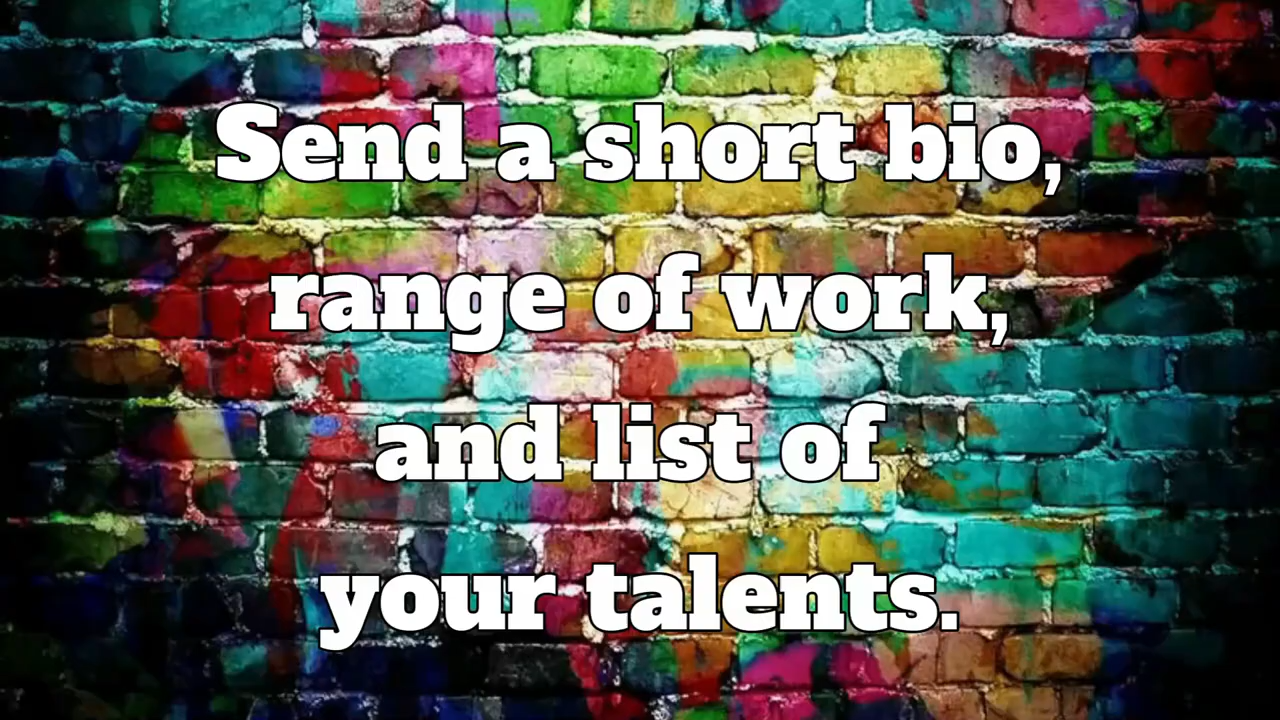 Send a short bio,
range of work,
and list of
your talents.